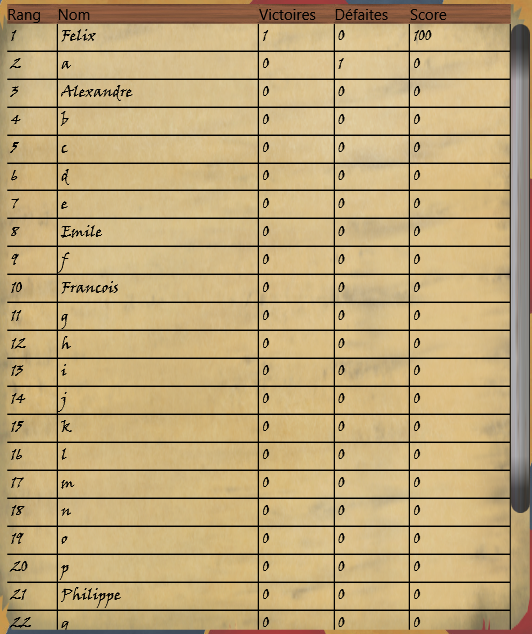 Rang Nom Victoires Défaites Score
1 Felix 1 0 100
2 a 0 1 0
3 Alexandre 0 0 0
4 b 0 0 0
5 c 0 0 0
6 d 0 0 0
7 e 0 0 0
8 Emile 0 0 0
9 f 0 0 0
10 Francois 0 0 0
11 g 0 0 0
12 h 0 0 0
13 i 0 0 0
14 j 0 0 0
15 k 0 0 0
16 l 0 0 0
17 m 0 0 0
18 n 0 0 0
19 o 0 0 0
20 p 0 0 0
21 Philippe 0 0 0
22 q 0 0 0